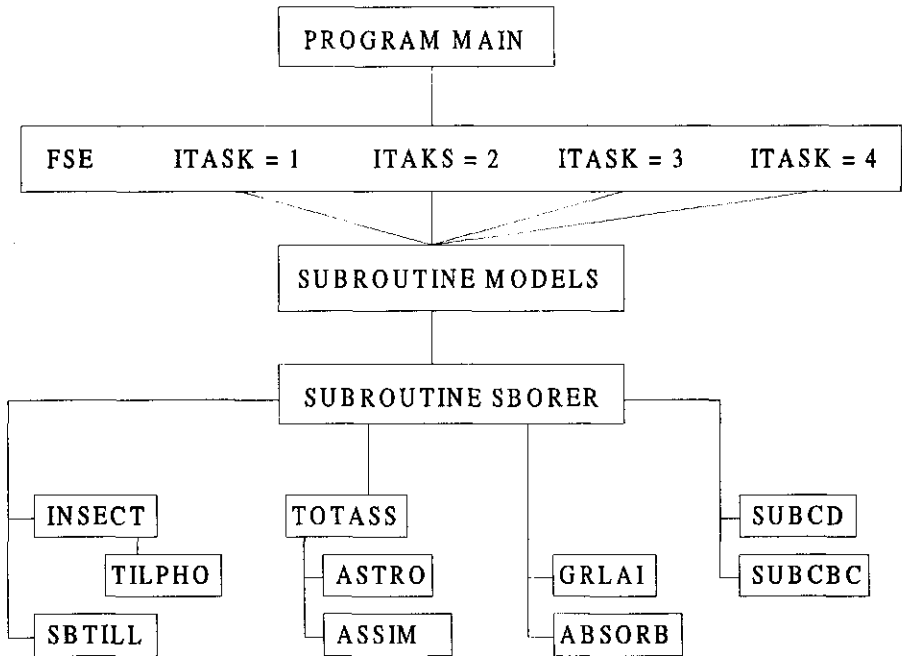 PROGRAM MAIN
FSE ITASK = 1 ITAKS = 2 ITASK = 3 ITASK = 4
SUBROUTINE MODELS
SUBROUTINE SBORER
INSECT TOTASS SUBCD
TILPHO ASTRO GRLAI SUBCBC
SBTILL ASSIM ABSORB